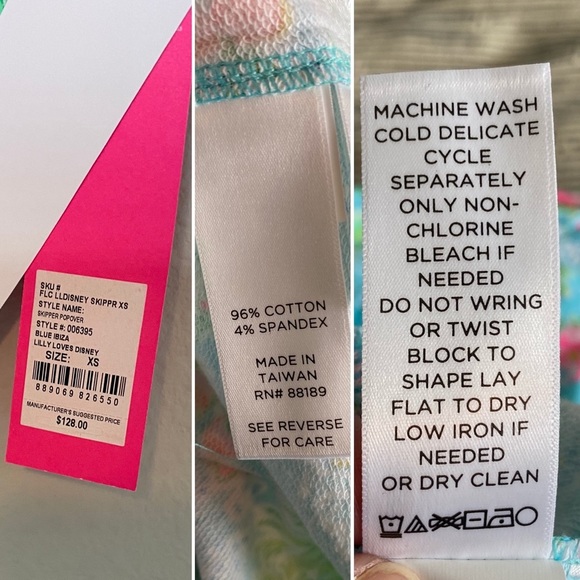 SKU #
FLC LLDISNEY SKIPPR XS
STYLE NAME:
SKIPPER POPOVER
STYLE #: 006395
BLUE IBIZA
LILLY LOVES DISNEY
SIZE: XS
889069 826550
MANUFACTURER'S SUGGESTED PRICE
$128.00
96% COTTON
4% SPANDEX
MADE IN
TAIWAN
RN# 88189
SEE REVERSE
FOR CARE
MACHINE WASH
COLD DELICATE
CYCLE
SEPARATELY
ONLY NON-
CHLORINE
BLEACH IF
NEEDED
DO NOT WRING
OR TWIST
BLOCK TO
SHAPE LAY
FLAT TO DRY
LOW IRON IF
NEEDED
OR DRY CLEAN